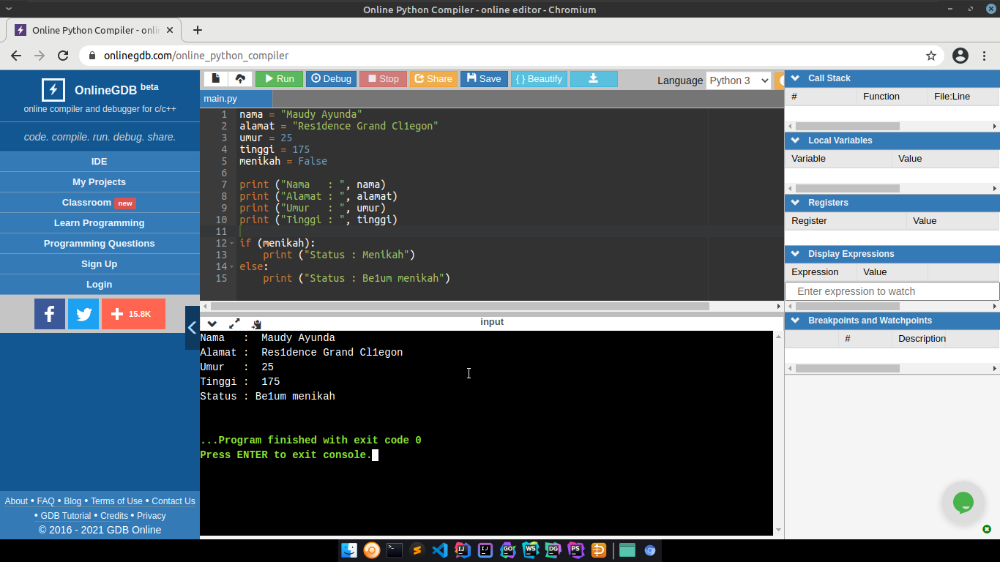 Online Python Compiler - online editor - Chromium
Online Python Compiler - onlin
onlinegdb.com/online_python_compiler
OnlineGDB beta
online compiler and debugger for c/c++
code. compile. run. debug. share.
IDE
My Projects
Classroom new
Learn Programming
Programming Questions
Sign Up
Login
15.8K
About • FAQ • Blog • Terms of Use • Contact Us
• GDB Tutorial • Credits • Privacy
© 2016 - 2021 GDB Online
Run Debug Stop Share Save { } Beautify Language Python 3
main.py
1 nama = "Maudy Ayunda"
2 alamat = "Res1dence Grand Cl1egon"
3 umur = 25
4 tinggi = 175
5 menikah = False
6
7 print ("Nama   : ", nama)
8 print ("Alamat : ", alamat)
9 print ("Umur   : ", umur)
10 print ("Tinggi : ", tinggi)
11
12 if (menikah):
13     print ("Status : Menikah")
14 else:
15     print ("Status : Be1um menikah")
input
Nama   :  Maudy Ayunda
Alamat :  Res1dence Grand Cl1egon
Umur   :  25
Tinggi :  175
Status : Be1um menikah
...Program finished with exit code 0
Press ENTER to exit console.
Call Stack
# Function File:Line
Local Variables
Variable Value
Registers
Register Value
Display Expressions
Expression Value
Enter expression to watch
Breakpoints and Watchpoints
# Description
IJ IJ GO WS DG PS